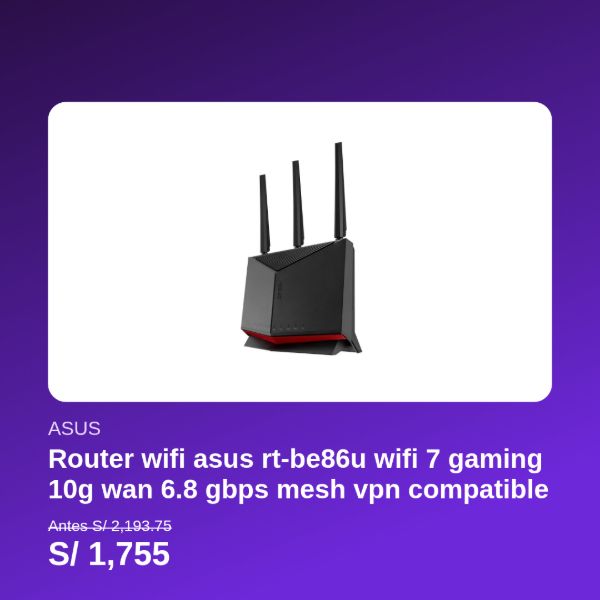 ASUS
Router wifi asus rt-be86u wifi 7 gaming
10g wan 6.8 gbps mesh vpn compatible
Antes S/ 2,193.75
S/ 1,755